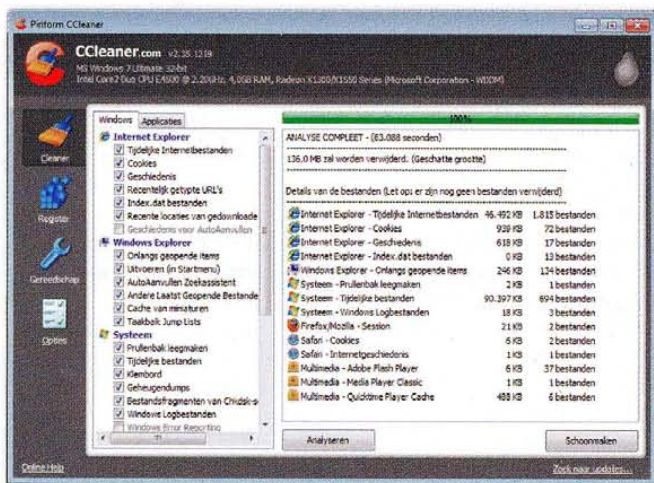 Piriform CCleaner
CCleaner.com v2.35.1219
MS Windows 7 Ultimate 32-bit
Intel Core2 Duo CPU E4500 @ 2.20GHz, 4,0GB RAM, Radeon X1300/X1550 Series (Microsoft Corporation - WDDM)
Cleaner
Register
Gereedschap
Opties
Windows
Applicaties
Internet Explorer
Tijdelijke Internetbestanden
Cookies
Geschiedenis
Recentelijk getypte URL's
Index.dat bestanden
Recente locaties van gedownloade
Geschiedenis voor AutoAanvullen
Windows Explorer
Onlangs geopende items
Uitvoeren (in Startmenu)
AutoAanvullen Zoekassistent
Andere Laatst Geopende Bestande
Cache van miniaturen
Taakbalk Jump Lists
Systeem
Prullenbak leegmaken
Tijdelijke bestanden
Klembord
Geheugendumps
Bestandsfragmenten van Chkdsk-s
Windows Logbestanden
Windows Error Reporting
100%
ANALYSE COMPLEET - (63.088 seconden)
136,0 MB zal worden verwijderd. (Geschatte grootte)
Details van de bestanden (Let op: er zijn nog geen bestanden verwijderd)
Internet Explorer - Tijdelijke Internetbestanden 46.492 KB 1.815 bestanden
Internet Explorer - Cookies 939 KB 72 bestanden
Internet Explorer - Geschiedenis 618 KB 17 bestanden
Internet Explorer - Index.dat bestanden 0 KB 13 bestanden
Windows Explorer - Onlangs geopende items 246 KB 134 bestanden
Systeem - Prullenbak leegmaken 2 KB 1 bestanden
Systeem - Tijdelijke bestanden 90.397 KB 694 bestanden
Systeem - Windows Logbestanden 18 KB 3 bestanden
Firefox/Mozilla - Session 21 KB 2 bestanden
Safari - Cookies 6 KB 2 bestanden
Safari - Internetgeschiedenis 1 KB 1 bestanden
Multimedia - Adobe Flash Player 6 KB 37 bestanden
Multimedia - Media Player Classic 1 KB 1 bestanden
Multimedia - Quicktime Player Cache 488 KB 6 bestanden
Analyseren
Schoonmaken
Online Help
Zoek naar updates...